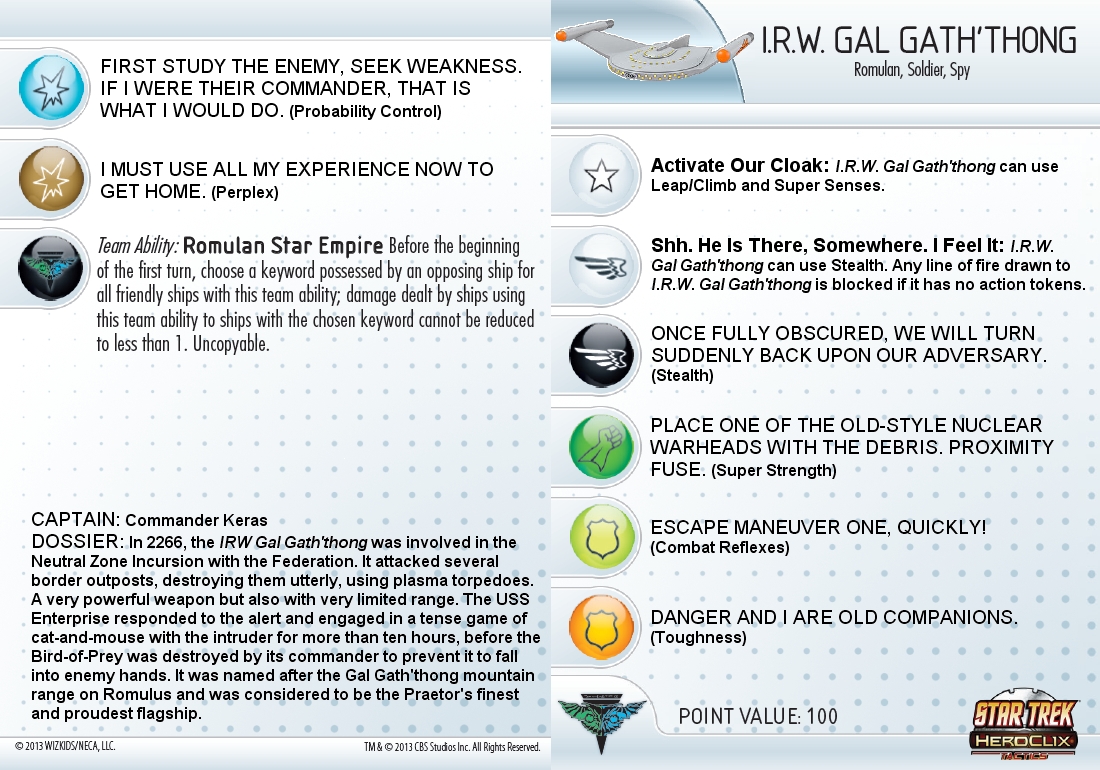 FIRST STUDY THE ENEMY, SEEK WEAKNESS.
IF I WERE THEIR COMMANDER, THAT IS
WHAT I WOULD DO. (Probability Control)
I MUST USE ALL MY EXPERIENCE NOW TO
GET HOME. (Perplex)
Team Ability: Romulan Star Empire Before the beginning
of the first turn, choose a keyword possessed by an opposing ship for
all friendly ships with this team ability; damage dealt by ships using
this team ability to ships with the chosen keyword cannot be reduced
to less than 1. Uncopyable.
CAPTAIN: Commander Keras
DOSSIER: In 2266, the IRW Gal Gath'thong was involved in the
Neutral Zone Incursion with the Federation. It attacked several
border outposts, destroying them utterly, using plasma torpedoes.
A very powerful weapon but also with very limited range. The USS
Enterprise responded to the alert and engaged in a tense game of
cat-and-mouse with the intruder for more than ten hours, before the
Bird-of-Prey was destroyed by its commander to prevent it to fall
into enemy hands. It was named after the Gal Gath'thong mountain
range on Romulus and was considered to be the Praetor's finest
and proudest flagship.
© 2013 WIZKIDS/NECA, LLC.
TM & © 2013 CBS Studios Inc. All Rights Reserved.
I.R.W. GAL GATH'THONG
Romulan, Soldier, Spy
Activate Our Cloak: I.R.W. Gal Gath'thong can use
Leap/Climb and Super Senses.
Shh. He Is There, Somewhere. I Feel It: I.R.W.
Gal Gath'thong can use Stealth. Any line of fire drawn to
I.R.W. Gal Gath'thong is blocked if it has no action tokens.
ONCE FULLY OBSCURED, WE WILL TURN
SUDDENLY BACK UPON OUR ADVERSARY.
(Stealth)
PLACE ONE OF THE OLD-STYLE NUCLEAR
WARHEADS WITH THE DEBRIS. PROXIMITY
FUSE. (Super Strength)
ESCAPE MANEUVER ONE, QUICKLY!
(Combat Reflexes)
DANGER AND I ARE OLD COMPANIONS.
(Toughness)
POINT VALUE: 100
STAR TREK
HEROCLIX
TACTICS